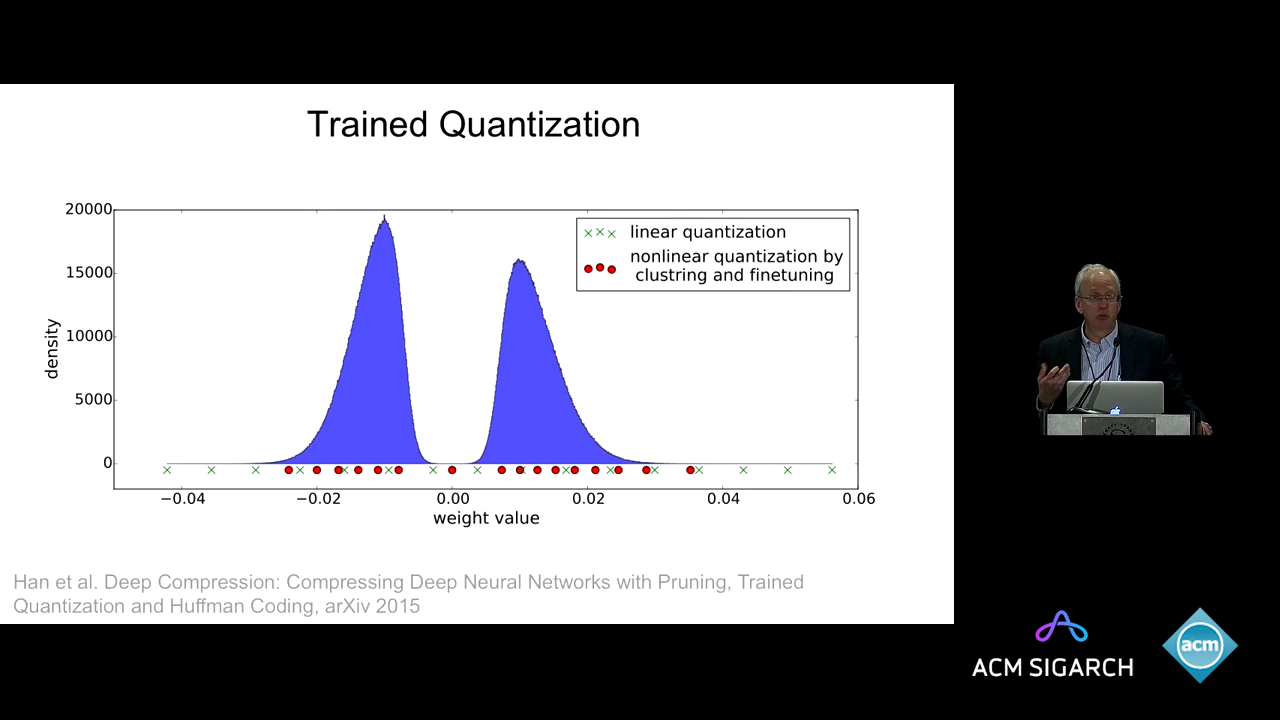 Trained Quantization
20000
15000
10000
5000
0
density
linear quantization
nonlinear quantization by
clustring and finetuning
−0.04
−0.02
0.00
0.02
0.04
0.06
weight value
Han et al. Deep Compression: Compressing Deep Neural Networks with Pruning, Trained
Quantization and Huffman Coding, arXiv 2015
ACM SIGARCH
acm